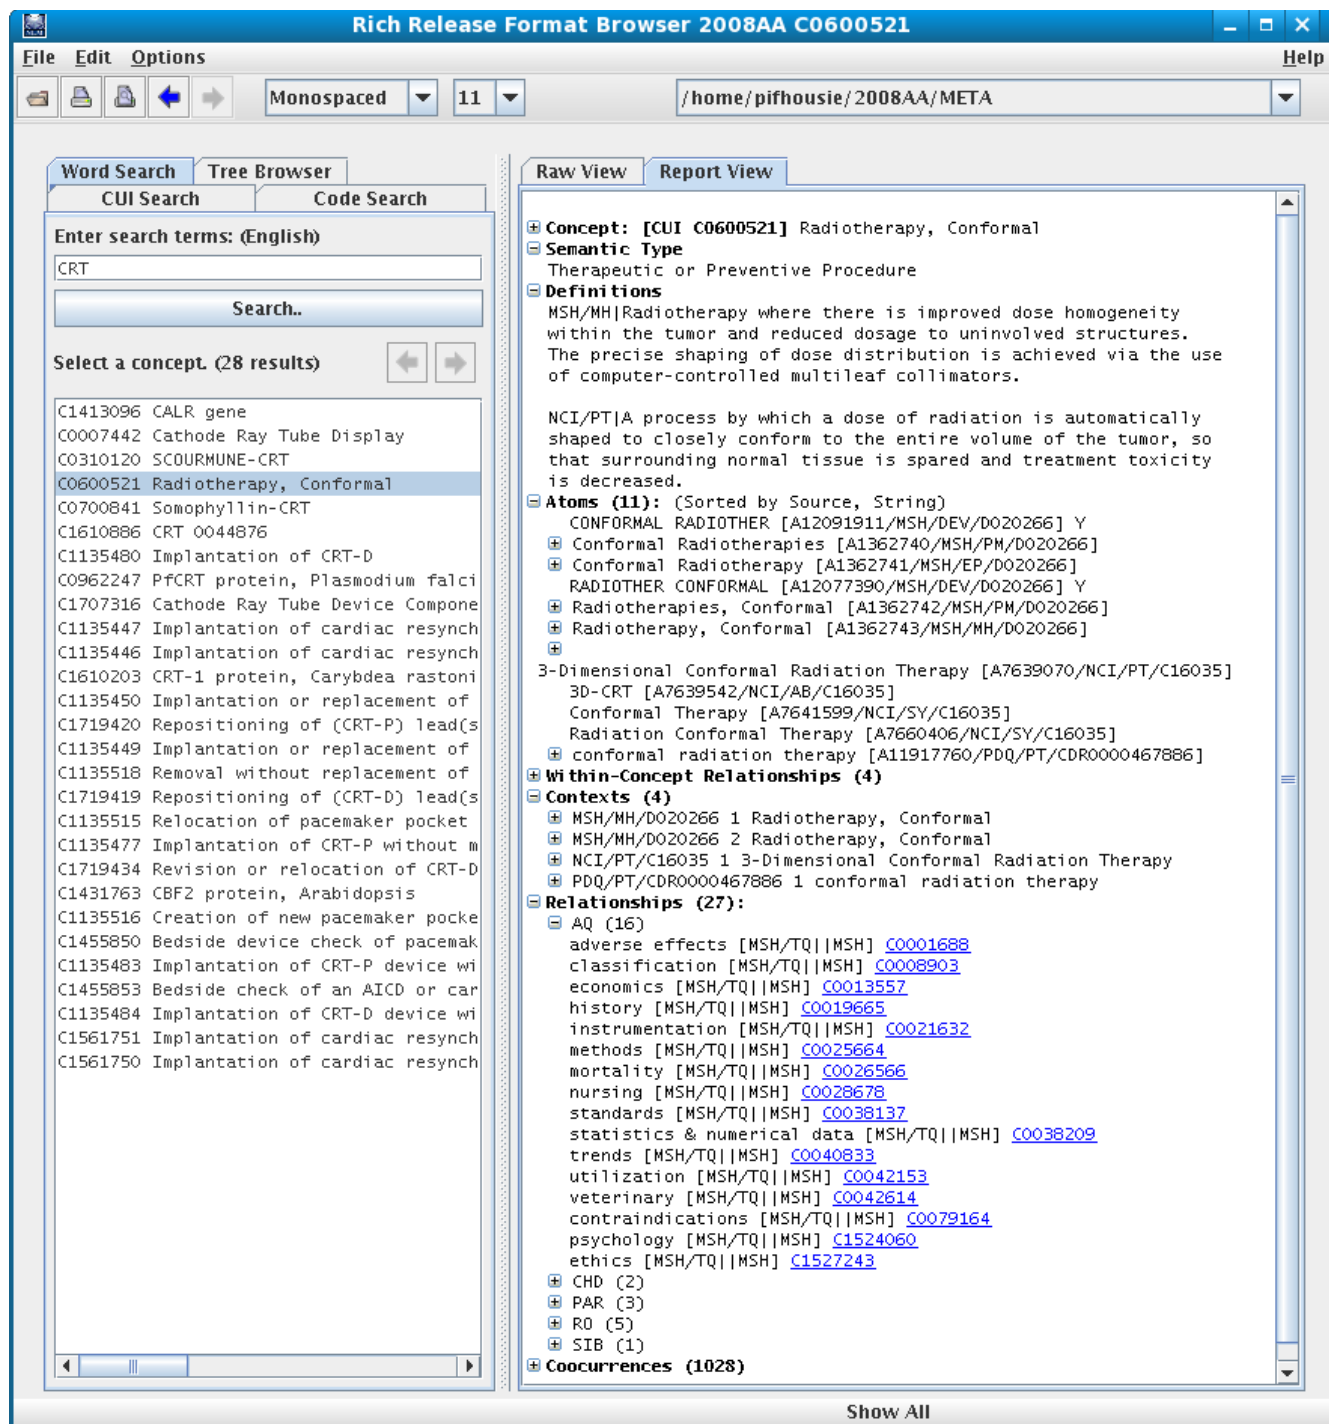 Rich Release Format Browser 2008AA C0600521
File Edit Options Help
Monospaced 11 /home/pifhousie/2008AA/META
Word Search Tree Browser
CUI Search Code Search
Enter search terms: (English)
CRT
Search..
Select a concept. (28 results)
C1413096 CALR gene
C0007442 Cathode Ray Tube Display
C0310120 SCOURMUNE-CRT
C0600521 Radiotherapy, Conformal
C0700841 Somophyllin-CRT
C1610886 CRT 0044876
C1135480 Implantation of CRT-D
C0962247 PfCRT protein, Plasmodium falci
C1707316 Cathode Ray Tube Device Compone
C1135447 Implantation of cardiac resynch
C1135446 Implantation of cardiac resynch
C1610203 CRT-1 protein, Carybdea rastoni
C1135450 Implantation or replacement of
C1719420 Repositioning of (CRT-P) lead(s
C1135449 Implantation or replacement of
C1135518 Removal without replacement of
C1719419 Repositioning of (CRT-D) lead(s
C1135515 Relocation of pacemaker pocket
C1135477 Implantation of CRT-P without m
C1719434 Revision or relocation of CRT-D
C1431763 CBF2 protein, Arabidopsis
C1135516 Creation of new pacemaker pocke
C1455850 Bedside device check of pacemak
C1135483 Implantation of CRT-P device wi
C1455853 Bedside check of an AICD or car
C1135484 Implantation of CRT-D device wi
C1561751 Implantation of cardiac resynch
C1561750 Implantation of cardiac resynch
Raw View Report View
Concept: [CUI C0600521] Radiotherapy, Conformal
Semantic Type
Therapeutic or Preventive Procedure
Definitions
MSH/MH|Radiotherapy where there is improved dose homogeneity
within the tumor and reduced dosage to uninvolved structures.
The precise shaping of dose distribution is achieved via the use
of computer-controlled multileaf collimators.
NCI/PT|A process by which a dose of radiation is automatically
shaped to closely conform to the entire volume of the tumor, so
that surrounding normal tissue is spared and treatment toxicity
is decreased.
Atoms (11): (Sorted by Source, String)
CONFORMAL RADIOTHER [A12091911/MSH/DEV/D020266] Y
Conformal Radiotherapies [A1362740/MSH/PM/D020266]
Conformal Radiotherapy [A1362741/MSH/EP/D020266]
RADIOTHER CONFORMAL [A12077390/MSH/DEV/D020266] Y
Radiotherapies, Conformal [A1362742/MSH/PM/D020266]
Radiotherapy, Conformal [A1362743/MSH/MH/D020266]
3-Dimensional Conformal Radiation Therapy [A7639070/NCI/PT/C16035]
3D-CRT [A7639542/NCI/AB/C16035]
Conformal Therapy [A7641599/NCI/SY/C16035]
Radiation Conformal Therapy [A7660406/NCI/SY/C16035]
conformal radiation therapy [A11917760/PDQ/PT/CDR0000467886]
Within-Concept Relationships (4)
Contexts (4)
MSH/MH/D020266 1 Radiotherapy, Conformal
MSH/MH/D020266 2 Radiotherapy, Conformal
NCI/PT/C16035 1 3-Dimensional Conformal Radiation Therapy
PDQ/PT/CDR0000467886 1 conformal radiation therapy
Relationships (27):
AQ (16)
adverse effects [MSH/TQ||MSH] C0001688
classification [MSH/TQ||MSH] C0008903
economics [MSH/TQ||MSH] C0013557
history [MSH/TQ||MSH] C0019665
instrumentation [MSH/TQ||MSH] C0021632
methods [MSH/TQ||MSH] C0025664
mortality [MSH/TQ||MSH] C0026566
nursing [MSH/TQ||MSH] C0028678
standards [MSH/TQ||MSH] C0038137
statistics & numerical data [MSH/TQ||MSH] C0038209
trends [MSH/TQ||MSH] C0040833
utilization [MSH/TQ||MSH] C0042153
veterinary [MSH/TQ||MSH] C0042614
contraindications [MSH/TQ||MSH] C0079164
psychology [MSH/TQ||MSH] C1524060
ethics [MSH/TQ||MSH] C1527243
CHD (2)
PAR (3)
RO (5)
SIB (1)
Coocurrences (1028)
Show All